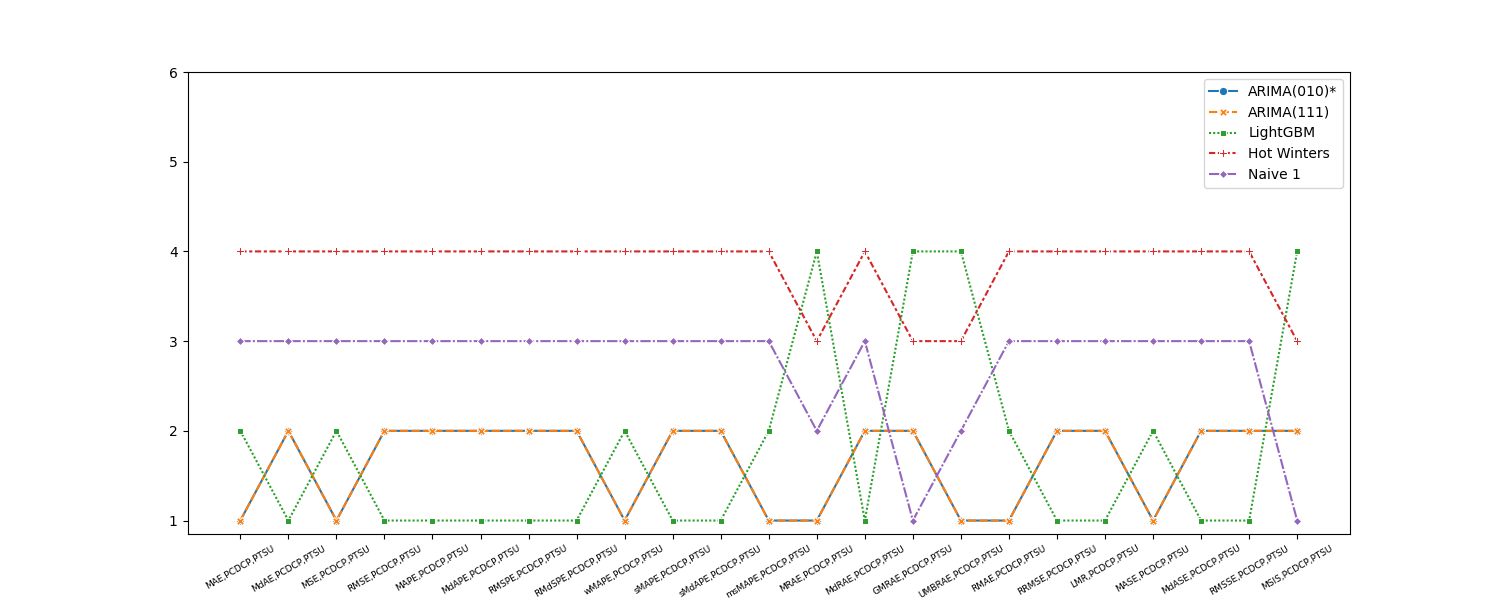 6
5
4
3
2
1
ARIMA(010)*
ARIMA(111)
LightGBM
Hot Winters
Naive 1
MAE,PCDCP,PTSU
MdAE,PCDCP,PTSU
MSE,PCDCP,PTSU
RMSE,PCDCP,PTSU
MAPE,PCDCP,PTSU
MdAPE,PCDCP,PTSU
RMSPE,PCDCP,PTSU
RMdSPE,PCDCP,PTSU
wMAPE,PCDCP,PTSU
sMAPE,PCDCP,PTSU
sMdAPE,PCDCP,PTSU
msMAPE,PCDCP,PTSU
MRAE,PCDCP,PTSU
MdRAE,PCDCP,PTSU
GMRAE,PCDCP,PTSU
UMBRAE,PCDCP,PTSU
RMAE,PCDCP,PTSU
RRMSE,PCDCP,PTSU
LMR,PCDCP,PTSU
MASE,PCDCP,PTSU
MdASE,PCDCP,PTSU
RMSSE,PCDCP,PTSU
MSIS,PCDCP,PTSU